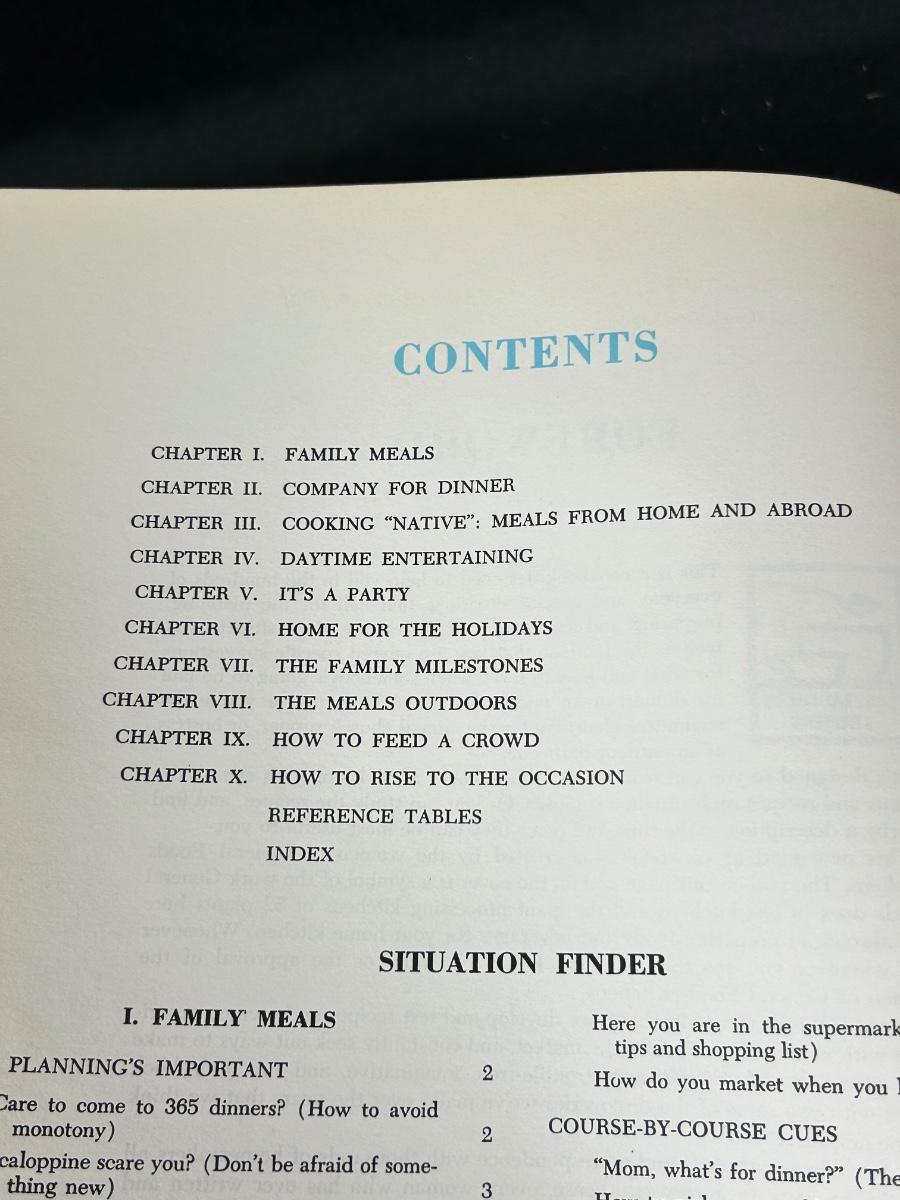 CONTENTS
CHAPTER I. FAMILY MEALS
CHAPTER II. COMPANY FOR DINNER
CHAPTER III. COOKING “NATIVE”: MEALS FROM HOME AND ABROAD
CHAPTER IV. DAYTIME ENTERTAINING
CHAPTER V. IT'S A PARTY
CHAPTER VI. HOME FOR THE HOLIDAYS
CHAPTER VII. THE FAMILY MILESTONES
CHAPTER VIII. THE MEALS OUTDOORS
CHAPTER IX. HOW TO FEED A CROWD
CHAPTER X. HOW TO RISE TO THE OCCASION
REFERENCE TABLES
INDEX
SITUATION FINDER
I. FAMILY MEALS
PLANNING'S IMPORTANT 2
Care to come to 365 dinners? (How to avoid
monotony) 2
caloppine scare you? (Don't be afraid of some-
thing new) 3
Here you are in the supermark
tips and shopping list)
How do you market when you
COURSE-BY-COURSE CUES
“Mom, what's for dinner?” (The